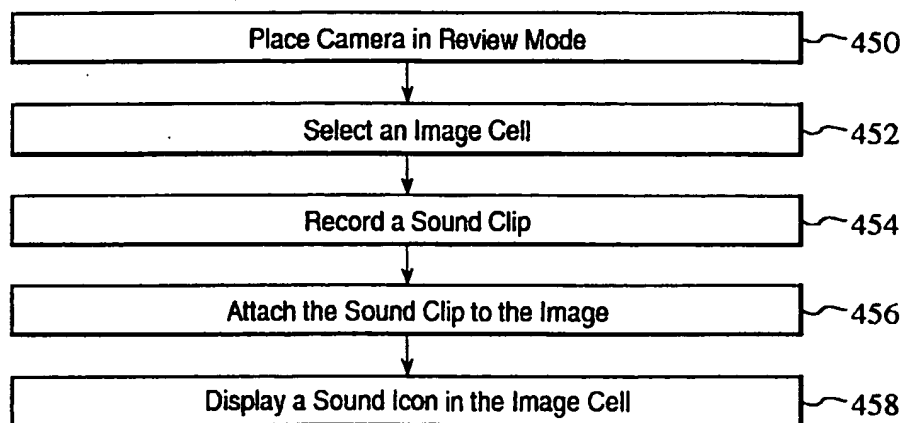 Place Camera in Review Mode 450
Select an Image Cell 452
Record a Sound Clip 454
Attach the Sound Clip to the Image 456
Display a Sound Icon in the Image Cell 458